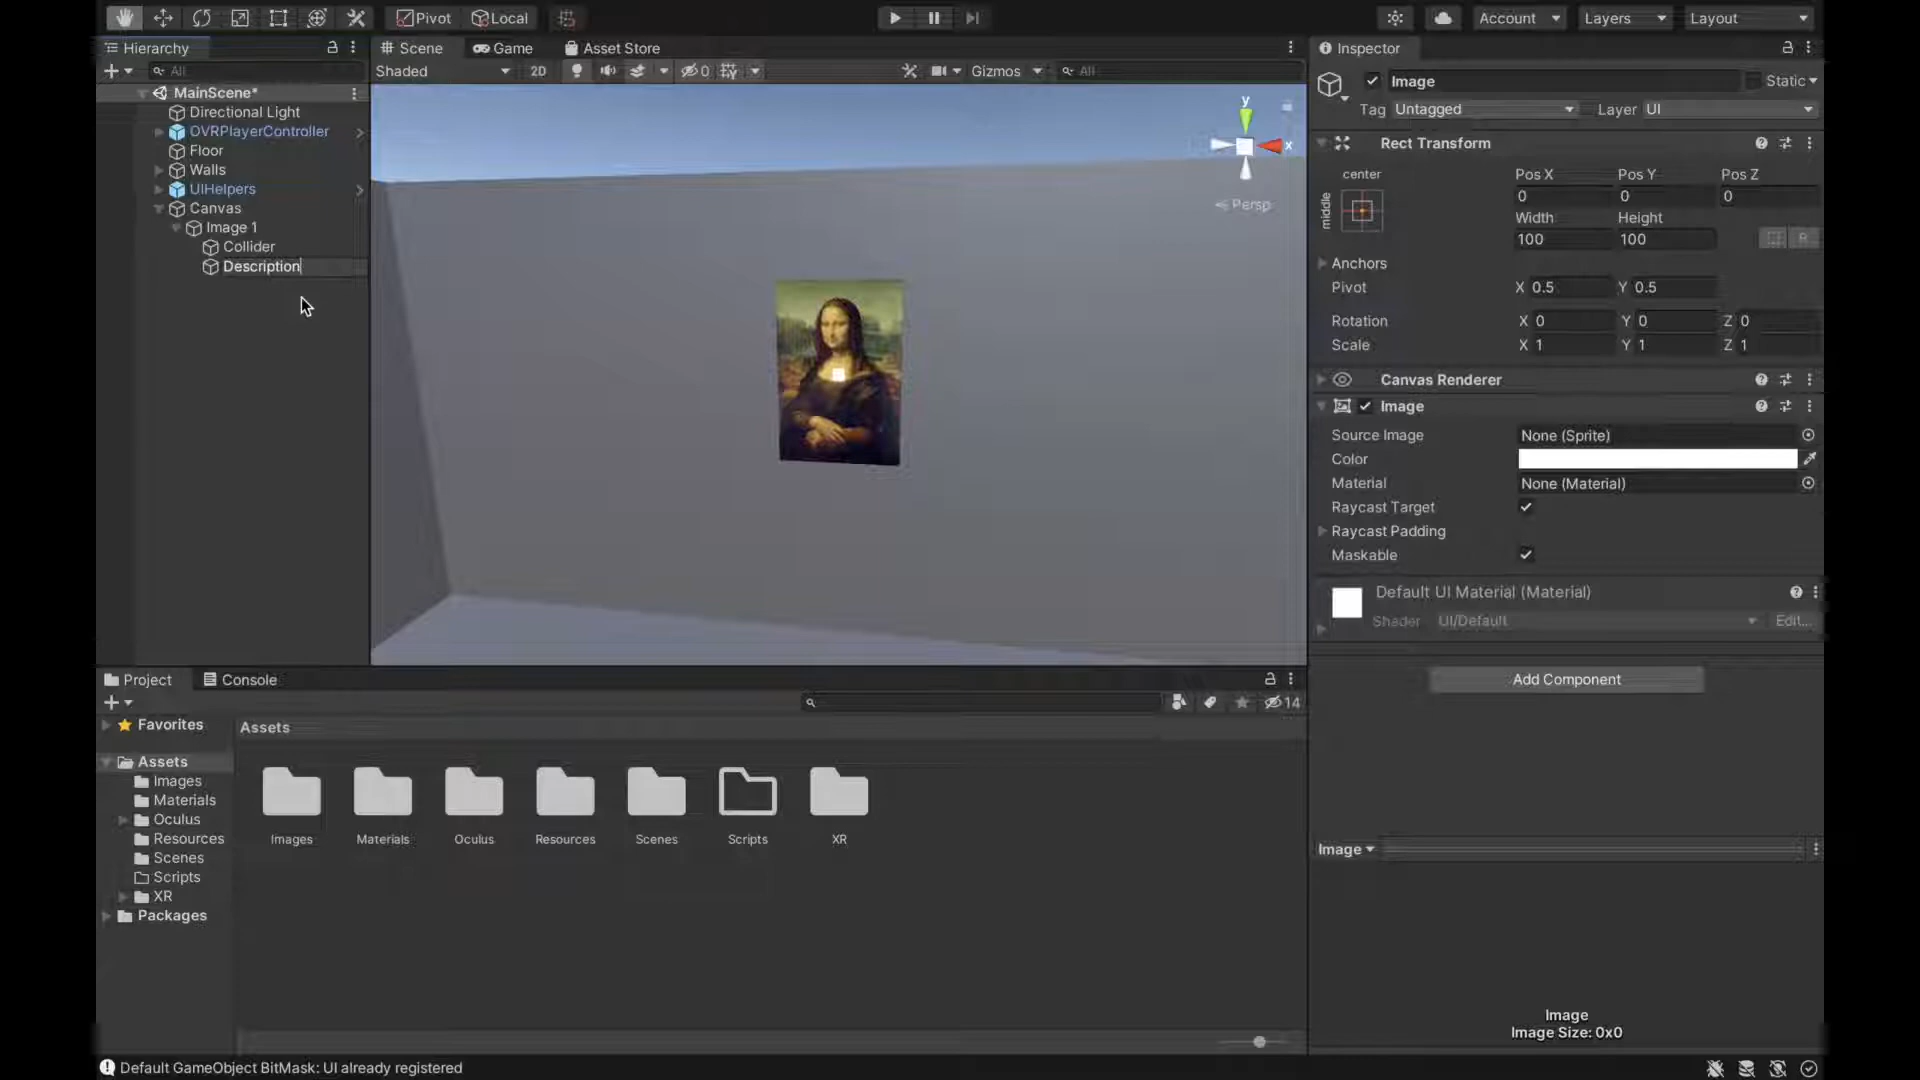 Pivot Local Account Layers Layout
Hierarchy Scene Game Asset Store Inspector
All Shaded 2D 0 Gizmos All
MainScene*
Directional Light
OVRPlayerController
Floor
Walls
UIHelpers
Canvas
Image 1
Collider
Description
y
x
Persp
Image Static
Tag Untagged Layer UI
Rect Transform
center Pos X Pos Y Pos Z
middle 0 0 0
Width Height
100 100 R
Anchors
Pivot X 0.5 Y 0.5
Rotation X 0 Y 0 Z 0
Scale X 1 Y 1 Z 1
Canvas Renderer
Image
Source Image None (Sprite)
Color
Material None (Material)
Raycast Target
Raycast Padding
Maskable
Default UI Material (Material)
Shader UI/Default Edit...
Add Component
Project Console
14
Favorites
Assets
Images
Materials
Oculus
Resources
Scenes
Scripts
XR
Packages
Assets
Images Materials Oculus Resources Scenes Scripts XR
Image
Image
Image Size: 0x0
Default GameObject BitMask: UI already registered